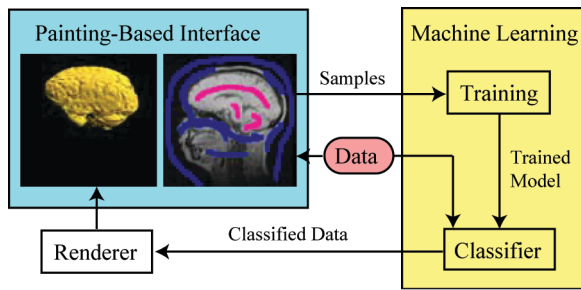 Painting-Based Interface
Machine Learning
Samples
Training
Data
Trained
Model
Classified Data
Renderer
Classifier